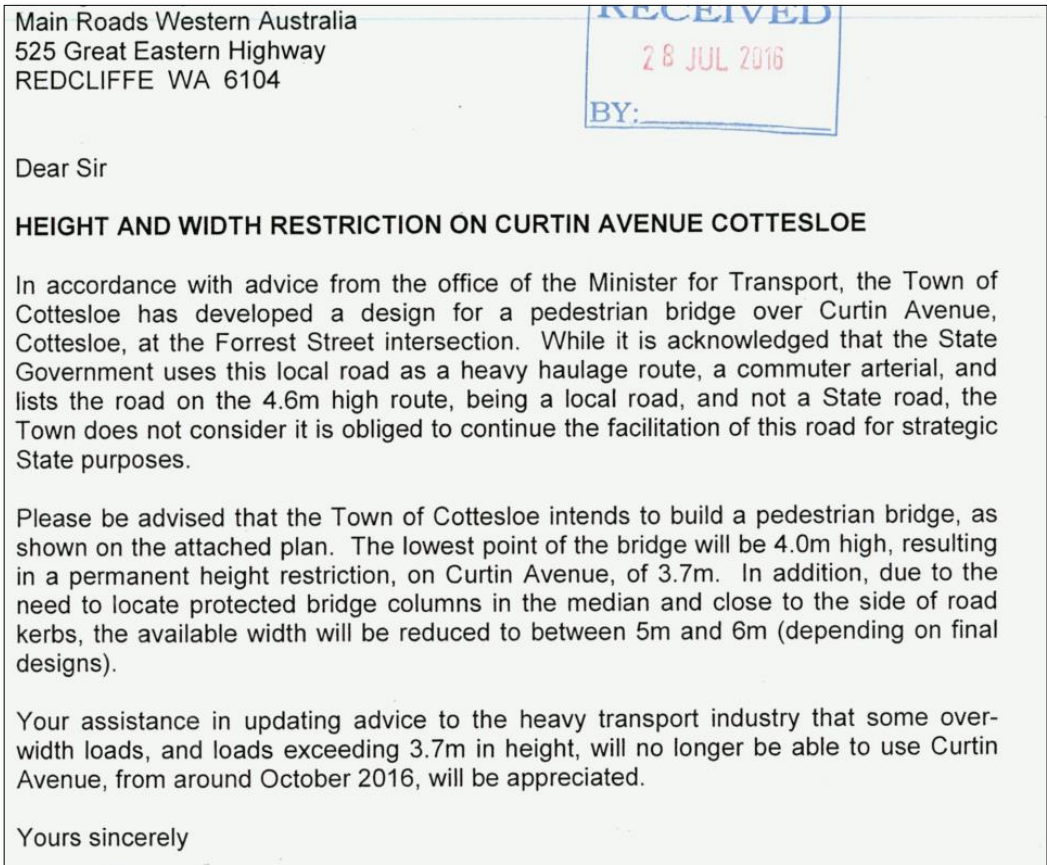 Main Roads Western Australia
525 Great Eastern Highway
REDCLIFFE WA 6104
RECEIVED
28 JUL 2016
BY:
Dear Sir
HEIGHT AND WIDTH RESTRICTION ON CURTIN AVENUE COTTESLOE
In accordance with advice from the office of the Minister for Transport, the Town of
Cottesloe has developed a design for a pedestrian bridge over Curtin Avenue,
Cottesloe, at the Forrest Street intersection. While it is acknowledged that the State
Government uses this local road as a heavy haulage route, a commuter arterial, and
lists the road on the 4.6m high route, being a local road, and not a State road, the
Town does not consider it is obliged to continue the facilitation of this road for strategic
State purposes.
Please be advised that the Town of Cottesloe intends to build a pedestrian bridge, as
shown on the attached plan. The lowest point of the bridge will be 4.0m high, resulting
in a permanent height restriction, on Curtin Avenue, of 3.7m. In addition, due to the
need to locate protected bridge columns in the median and close to the side of road
kerbs, the available width will be reduced to between 5m and 6m (depending on final
designs).
Your assistance in updating advice to the heavy transport industry that some over-
width loads, and loads exceeding 3.7m in height, will no longer be able to use Curtin
Avenue, from around October 2016, will be appreciated.
Yours sincerely